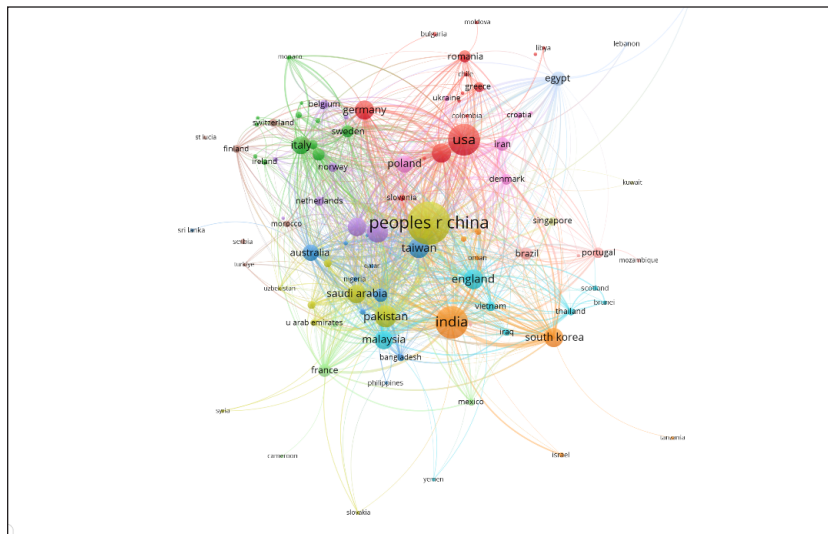 moldova
bulgaria
lebanon
libya
romania
monaco
chile
egypt
greece
belgium
ukraine
germany
croatia
colombia
switzerland
sweden
usa
st lucia
italy
iran
finland
ireland
norway
poland
denmark
kuwait
slovenia
netherlands
peoples r china
singapore
morocco
sri lanka
serbia
taiwan
australia
brazil
portugal
oman
mozambique
qatar
turkiye
nigeria
england
uzbekistan
saudi arabia
scotland
vietnam
brunei
thailand
pakistan
u arab emirates
india
iraq
malaysia
south korea
bangladesh
france
philippines
mexico
syria
tanzania
cameroon
israel
yemen
slovakia